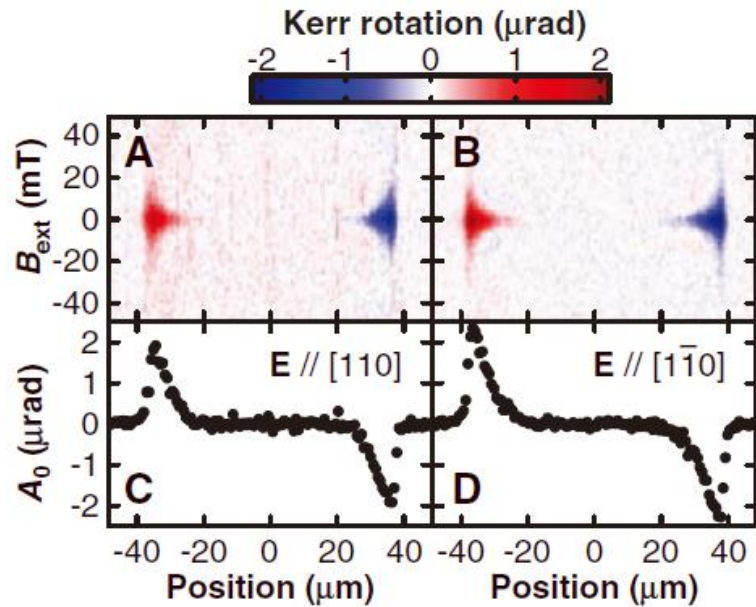 Kerr rotation (μrad)
-2 -1 0 1 2
A B
40
20
0
-20
-40
B_ext (mT)
E // [110] E // [11̄0]
2
1
0
-1
-2
A_0 (μrad)
C D
-40 -20 0 20 40 -40 -20 0 20 40
Position (μm) Position (μm)